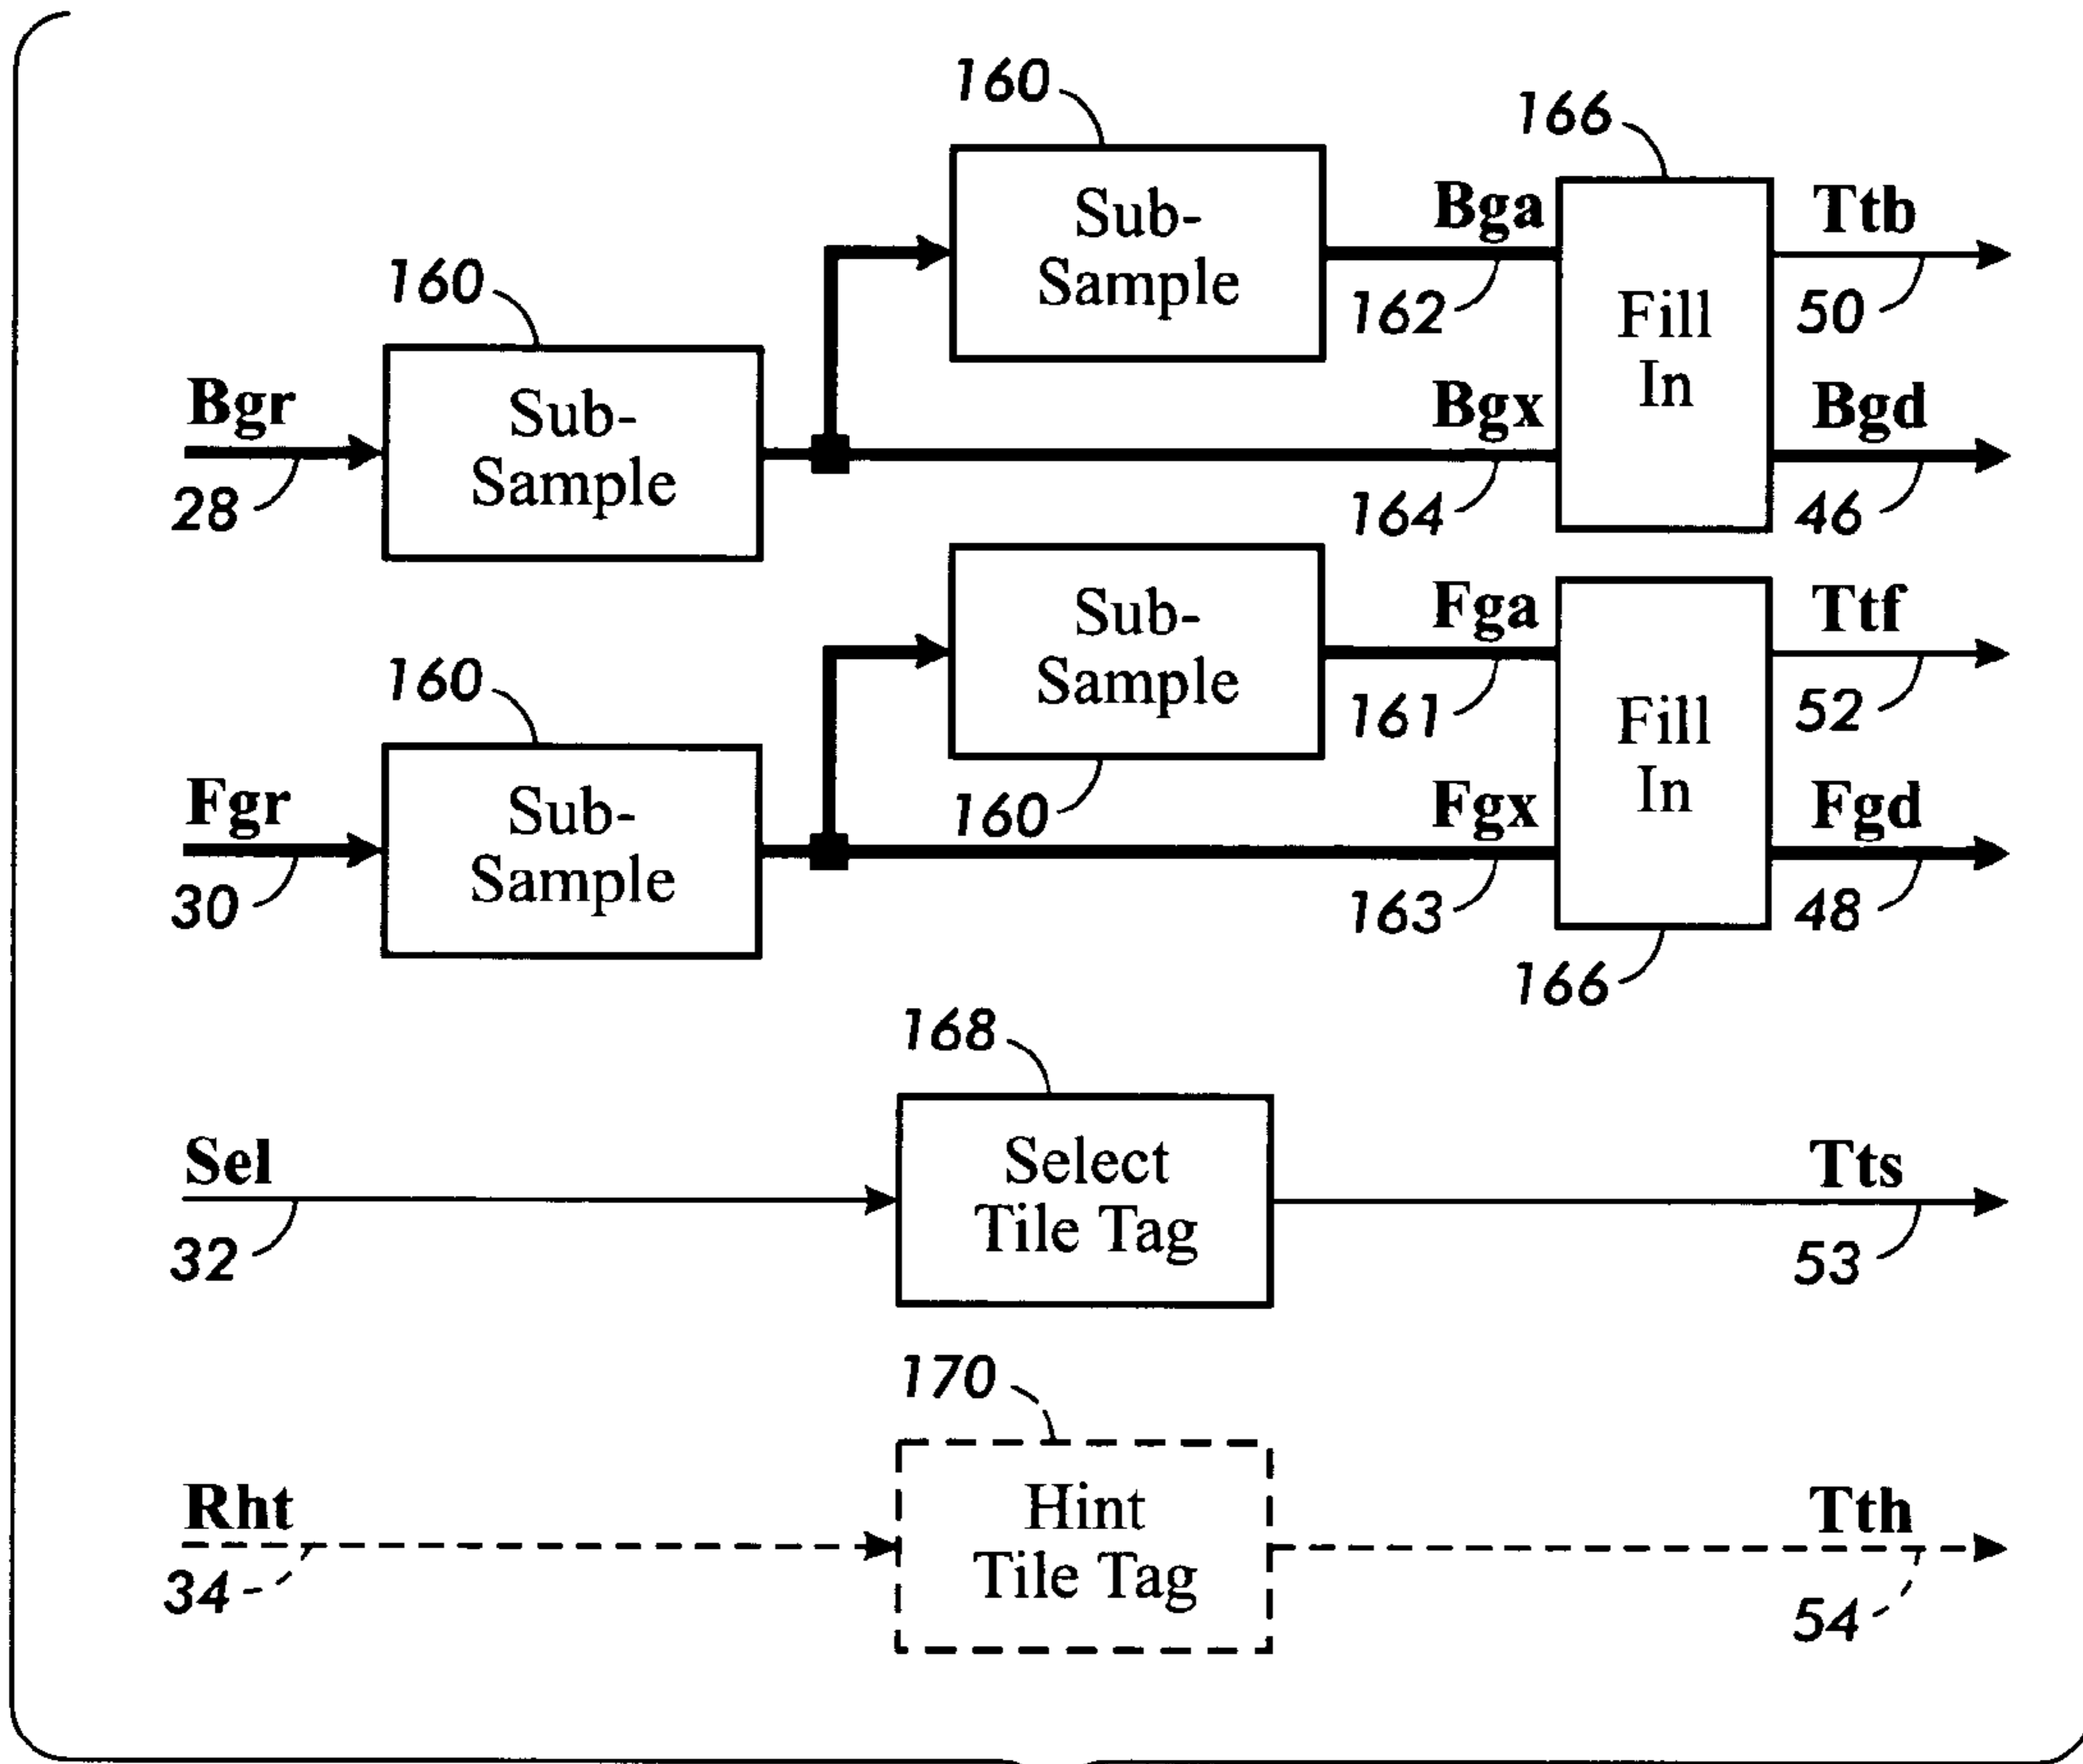 160
166
Sub-
Sample
Bga
162
Fill
In
Ttb
50
160
Bgr
28
Sub-
Sample
Bgx
164
Bgd
46
Sub-
Sample
Fga
161
Fill
In
Ttf
52
160
Fgr
30
Sub-
Sample
160
Fgx
163
Fgd
48
166
168
Sel
32
Select
Tile Tag
Tts
53
170
Rht
34
Hint
Tile Tag
Tth
54